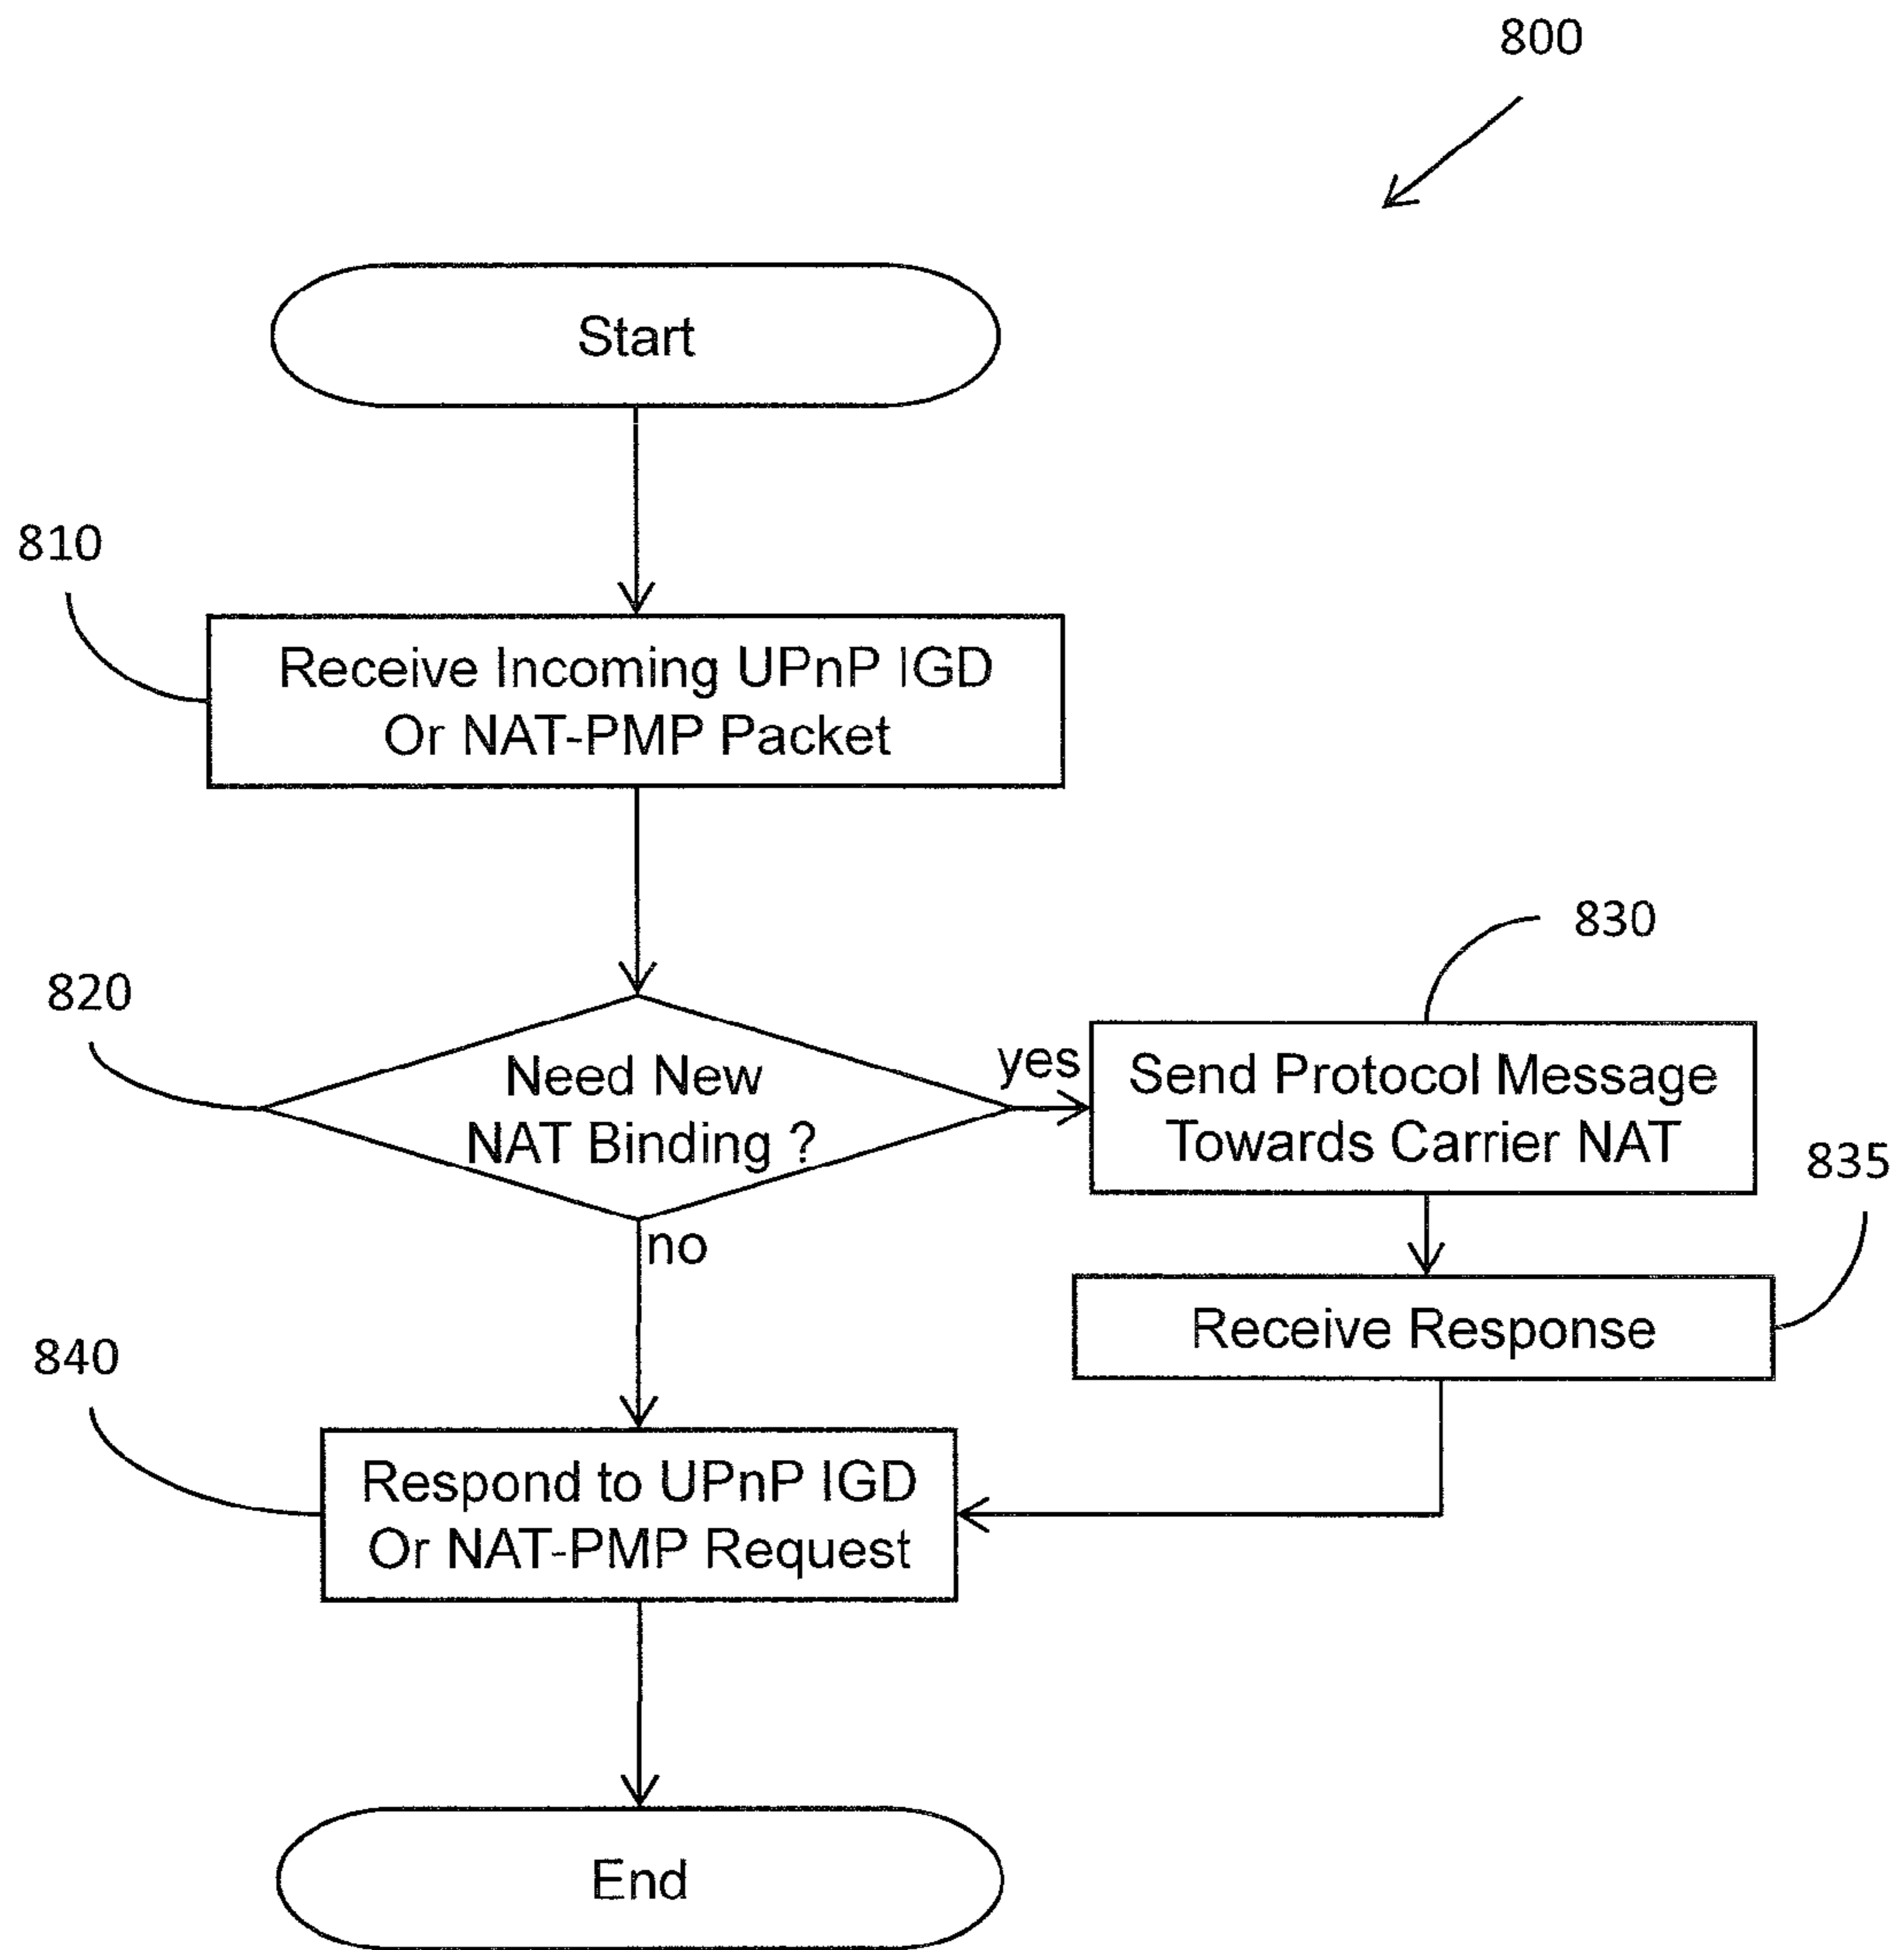 800
Start
810
Receive Incoming UPnP IGD
Or NAT-PMP Packet
820
Need New
NAT Binding ?
yes
no
830
Send Protocol Message
Towards Carrier NAT
835
Receive Response
840
Respond to UPnP IGD
Or NAT-PMP Request
End